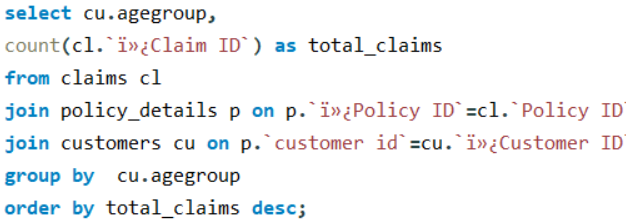 select cu.agegroup,
count(cl.`ï»¿Claim ID`) as total_claims
from claims cl
join policy_details p on p.`ï»¿Policy ID`=cl.`Policy ID`
join customers cu on p.`customer id`=cu.`ï»¿Customer ID
group by  cu.agegroup
order by total_claims desc;